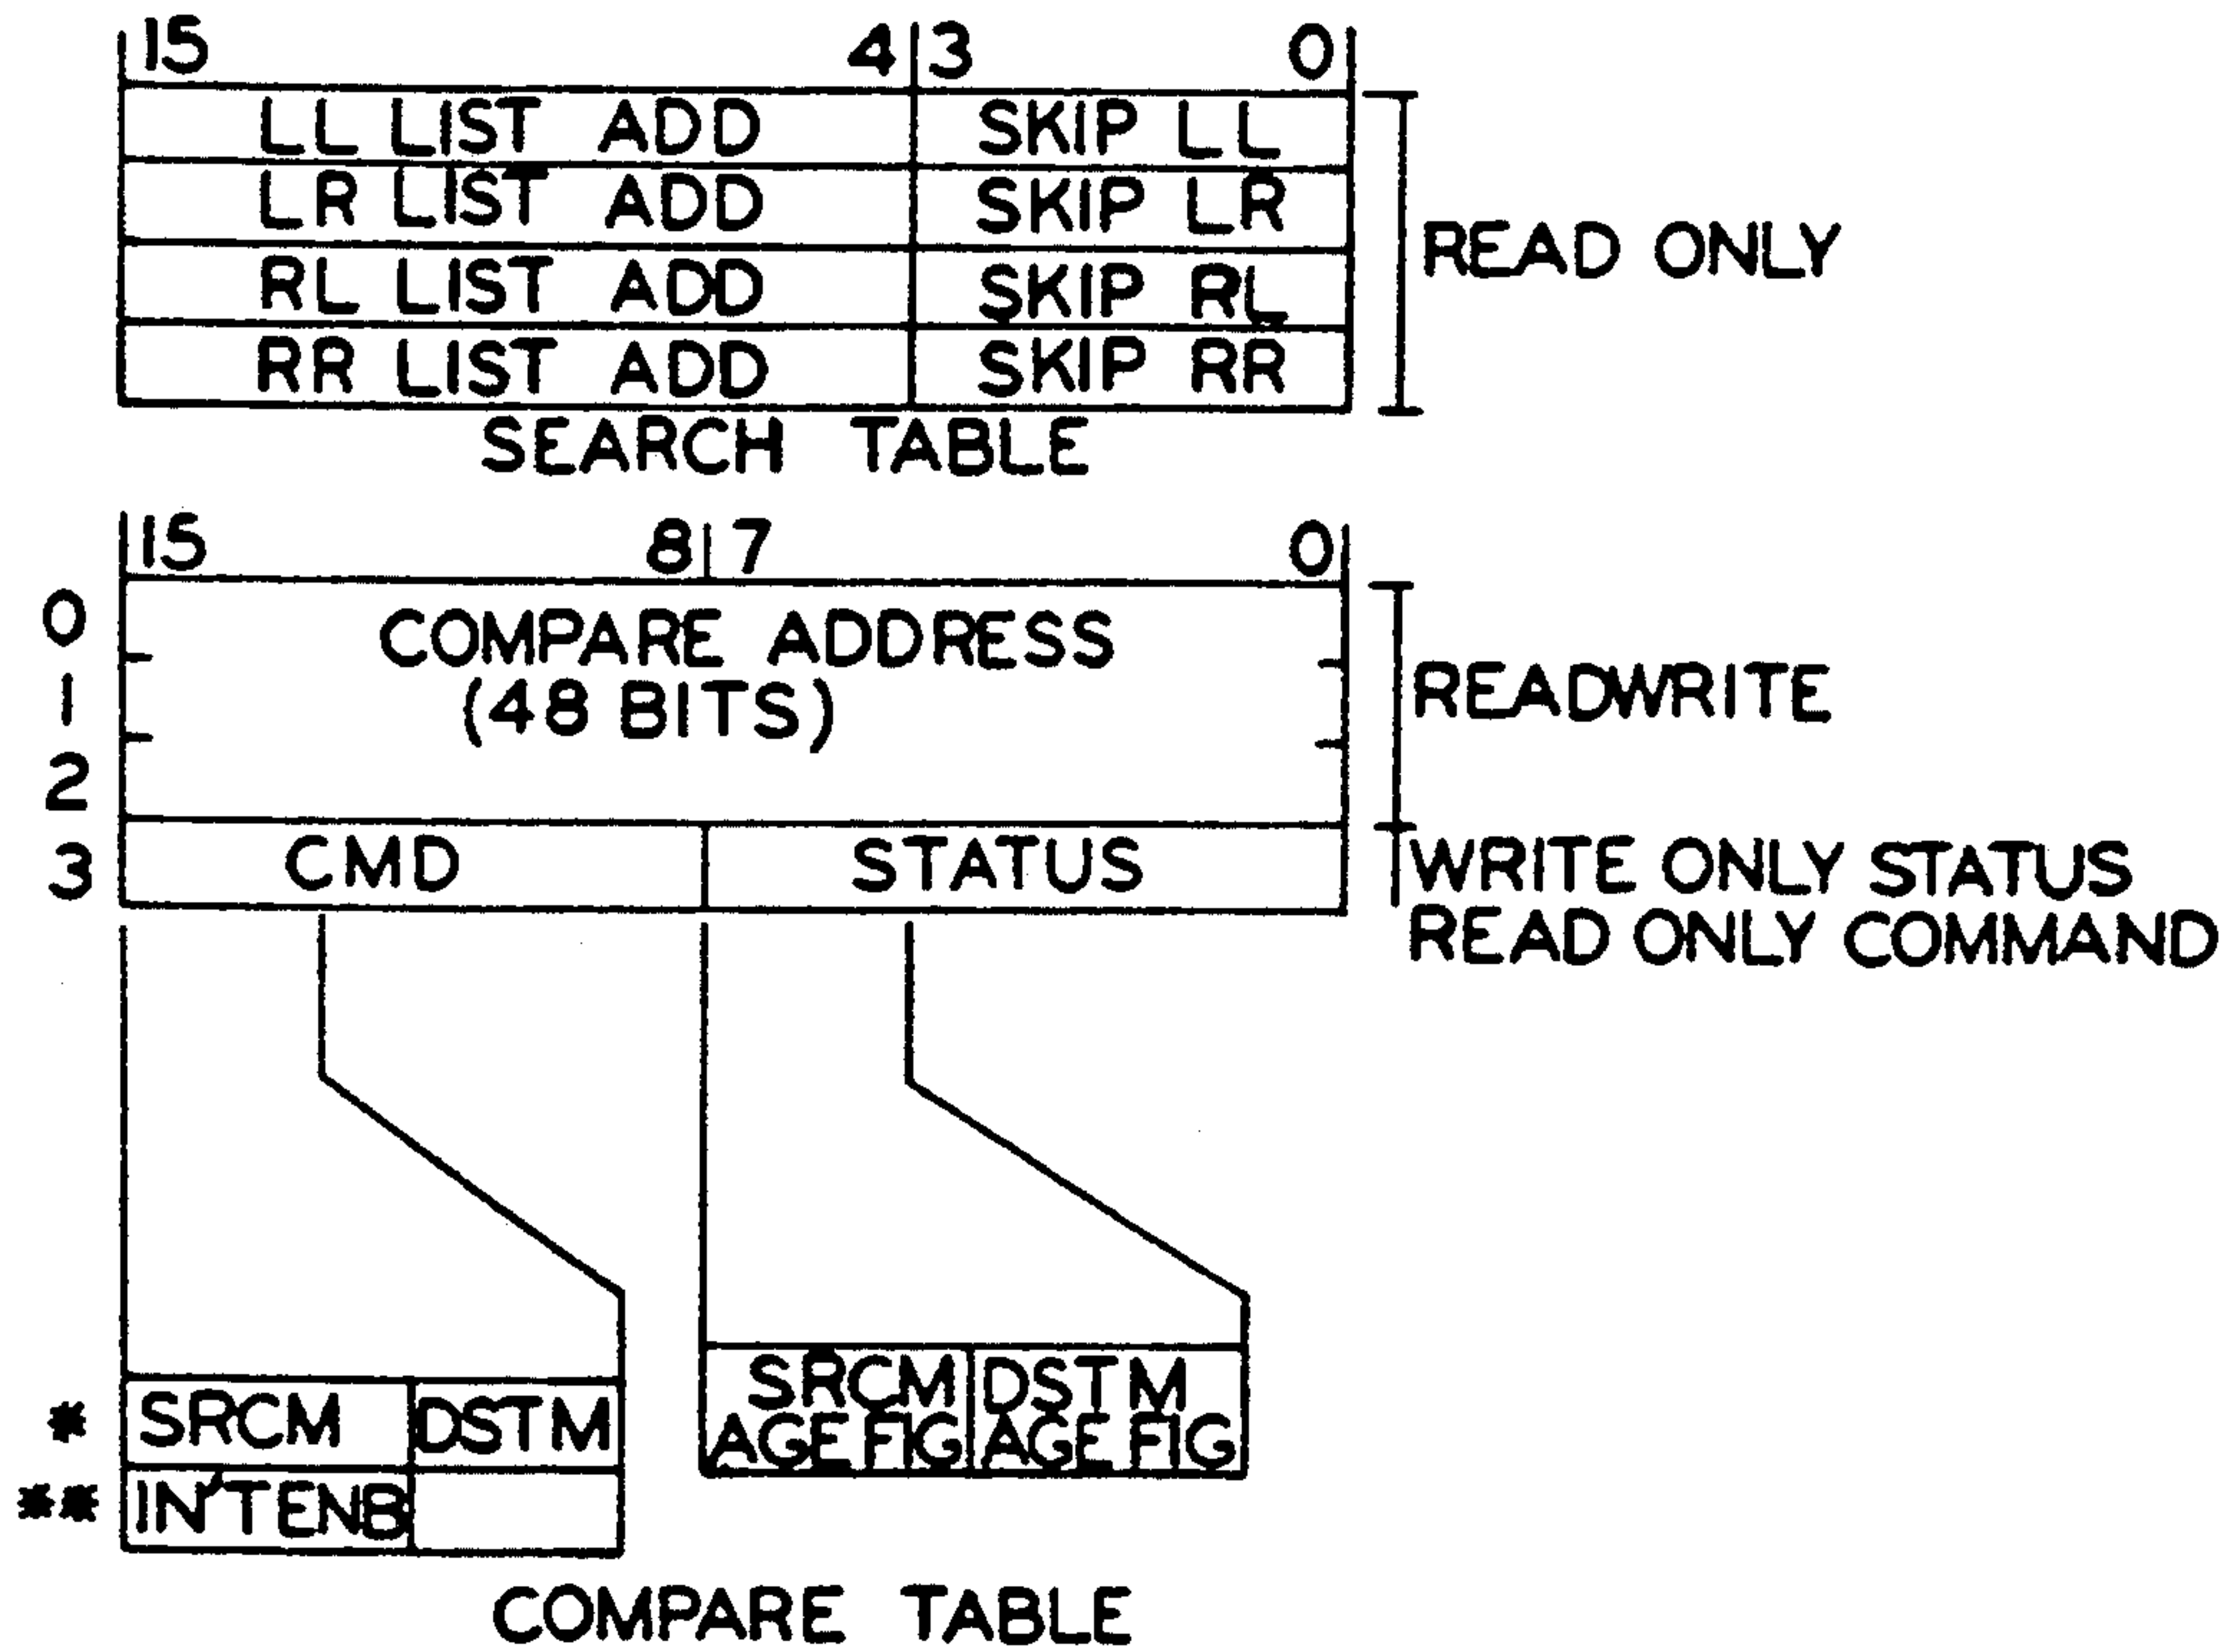 15 4 3 0
LL LIST ADD SKIP LL
LR LIST ADD SKIP LR
RL LIST ADD SKIP RL
RR LIST ADD SKIP RR
READ ONLY
SEARCH TABLE
15 8 7 0
0
COMPARE ADDRESS
1
(48 BITS)
READWRITE
2
3 CMD STATUS
WRITE ONLY STATUS
READ ONLY COMMAND
SRCM DSTM
AGE FIG AGE FIG
* SRCM DSTM
** INTENB
COMPARE TABLE